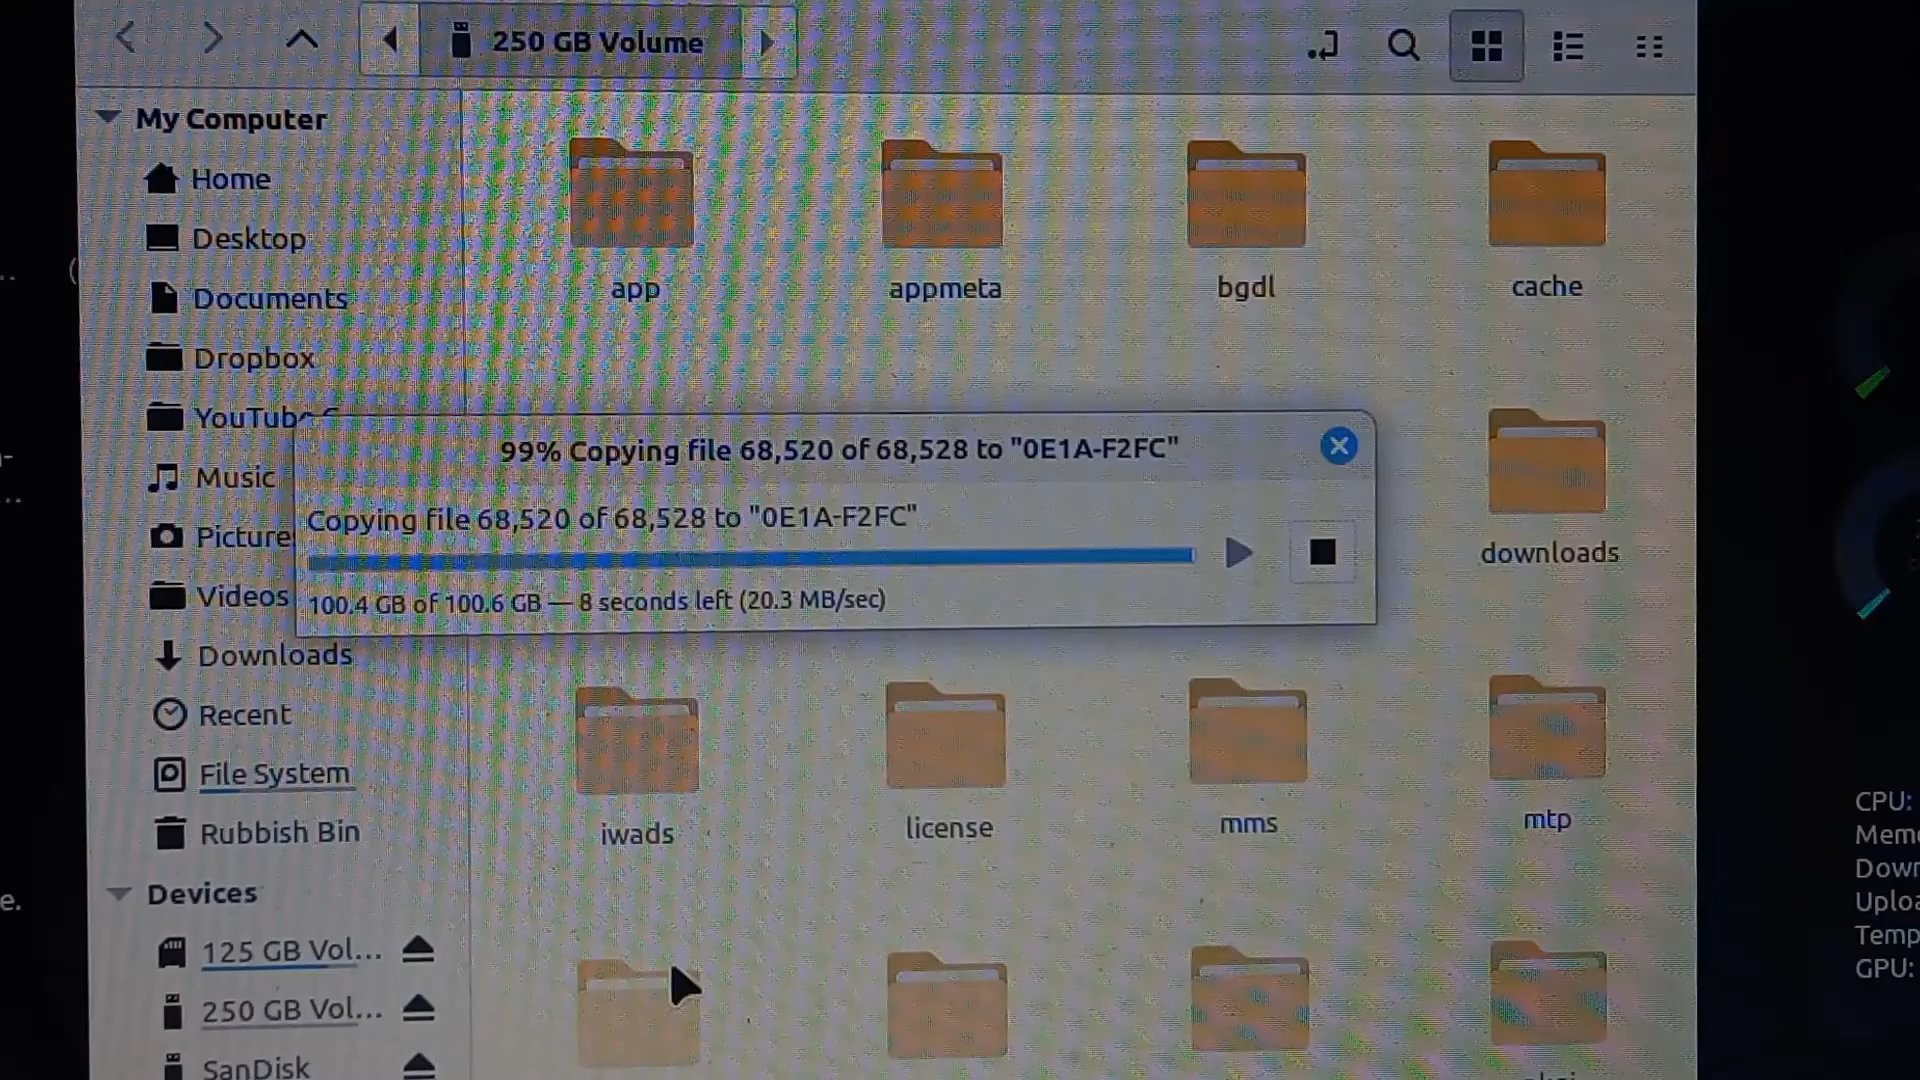 250 GB Volume
My Computer
Home
Desktop
Documents
Dropbox
Music
Videos
Downloads
Recent
File System
Rubbish Bin
Devices
125 GB Vol...
250 GB Vol...
SanDisk
app
appmeta
bgdl
cache
downloads
99% Copying file 68,520 of 68,528 to "0E1A-F2FC"
Copying file 68,520 of 68,528 to "0E1A-F2FC"
100.4 GB of 100.6 GB — 8 seconds left (20.3 MB/sec)
iwads
license
mms
mtp
CPU:
GPU: